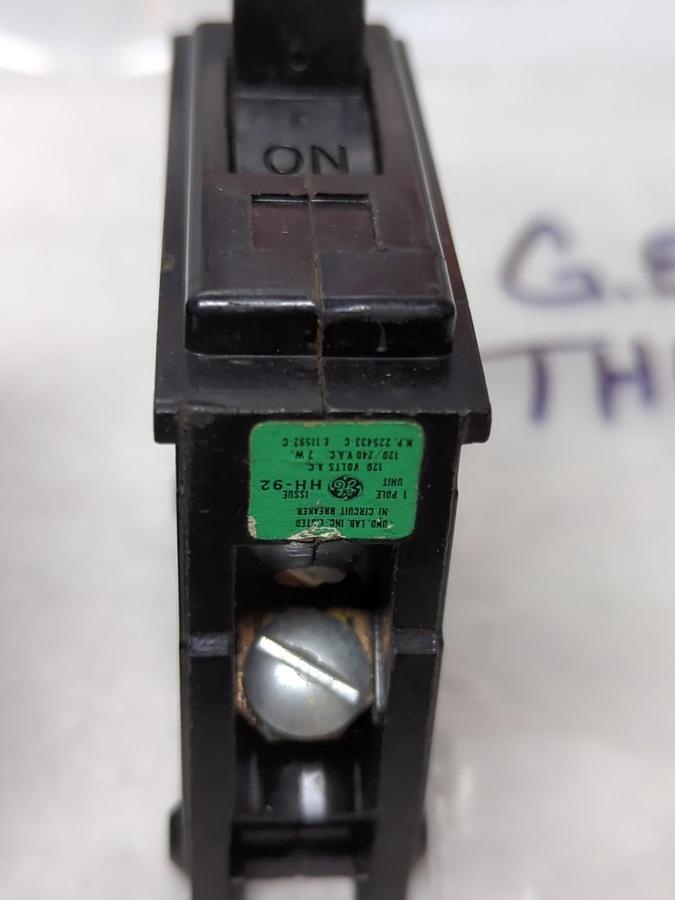 ON
G.E
TH
UND. LAB. INC. LISTED
NI CIRCUIT BREAKER
1 POLE ISSUE
UNIT HH-92
120 VOLTS A.C.
120/240 V.A.C. 2 W.
N.P. 225433-C E 11592-C